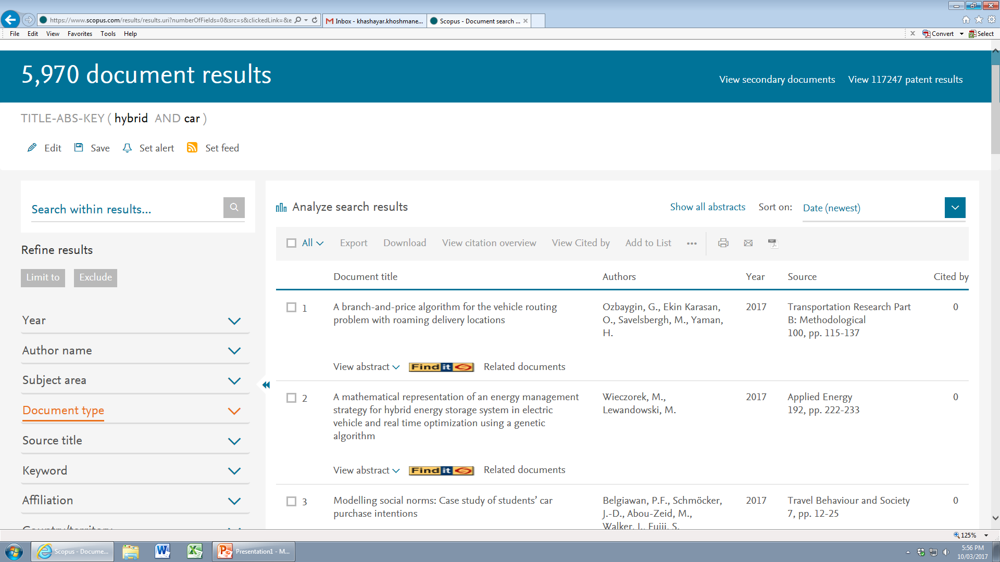 https://www.scopus.com/results/results.uri?numberOfFields=0&src=s&clickedLink=&e
Inbox - khashayar.khoshmane...
Scopus - Document search ...
File Edit View Favorites Tools Help
Convert
Select
5,970 document results
View secondary documents
View 117247 patent results
TITLE-ABS-KEY ( hybrid AND car )
Edit Save Set alert Set feed
Search within results...
Refine results
Limit to Exclude
Year
Author name
Subject area
Document type
Source title
Keyword
Affiliation
Country/territory
Analyze search results
Show all abstracts
Sort on: Date (newest)
All Export Download View citation overview View Cited by Add to List ...
Document title Authors Year Source Cited by
1 A branch-and-price algorithm for the vehicle routing Ozbaygin, G., Ekin Karasan, 2017 Transportation Research Part 0
problem with roaming delivery locations O., Savelsbergh, M., Yaman, B: Methodological
H. 100, pp. 115-137
View abstract Find it Related documents
2 A mathematical representation of an energy management Wieczorek, M., 2017 Applied Energy 0
strategy for hybrid energy storage system in electric Lewandowski, M. 192, pp. 222-233
vehicle and real time optimization using a genetic
algorithm
View abstract Find it Related documents
3 Modelling social norms: Case study of students’ car Belgiawan, P.F., Schmöcker, 2017 Travel Behaviour and Society 0
purchase intentions J.-D., Abou-Zeid, M., 7, pp. 12-25
Walker, J., Fujii, S.
125%
Scopus - Docume...
Presentation1 - M...
5:56 PM
10/03/2017